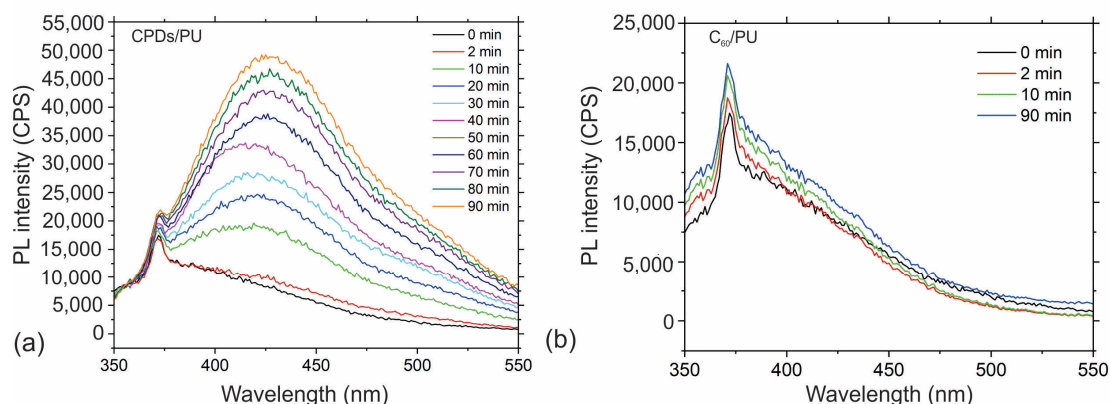 CPDs/PU
55,000
50,000
45,000
40,000
35,000
30,000
25,000
20,000
15,000
10,000
5,000
0
PL intensity (CPS)
0 min
2 min
10 min
20 min
30 min
40 min
50 min
60 min
70 min
80 min
90 min
350 400 450 500 550
Wavelength (nm)
(a)
C60/PU
25,000
20,000
15,000
10,000
5,000
0
PL intensity (CPS)
0 min
2 min
10 min
90 min
350 400 450 500 550
Wavelength (nm)
(b)